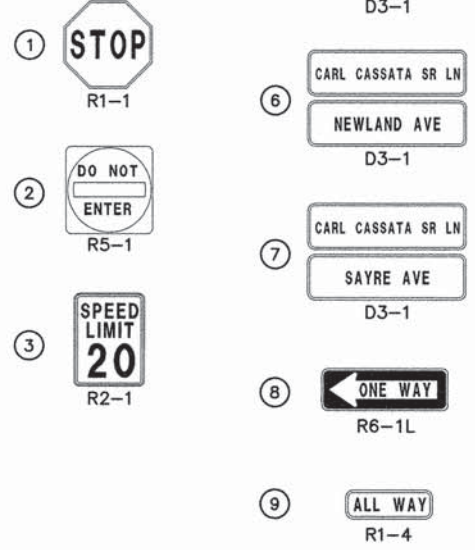 1
STOP
R1-1
2
DO NOT
ENTER
R5-1
3
SPEED
LIMIT
20
R2-1
D3-1
6
CARL CASSATA SR LN
NEWLAND AVE
D3-1
7
CARL CASSATA SR LN
SAYRE AVE
D3-1
8
ONE WAY
R6-1L
9
ALL WAY
R1-4